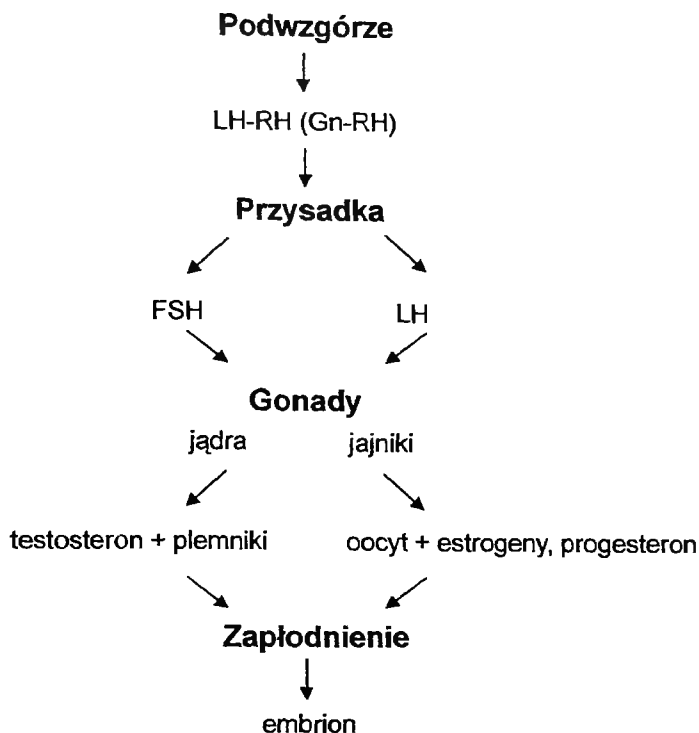 Podwzgórze
LH-RH (Gn-RH)
Przysadka
FSH LH
Gonady
jądra jajniki
testosteron + plemniki oocyt + estrogeny, progesteron
Zapłodnienie
embrion